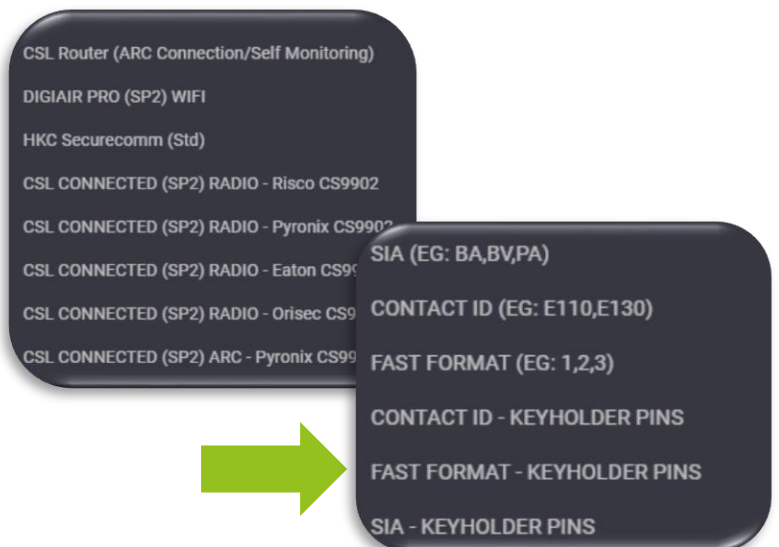 CSL Router (ARC Connection/Self Monitoring)
DIGIAIR PRO (SP2) WIFI
HKC Securecomm (Std)
CSL CONNECTED (SP2) RADIO - Risco CS9902
CSL CONNECTED (SP2) RADIO - Pyronix
CSL CONNECTED (SP2) RADIO - Eaton
CSL CONNECTED (SP2) RADIO - Orisec
CSL CONNECTED (SP2) ARC - Pyronix
SIA (EG: BA,BV,PA)
CONTACT ID (EG: E110,E130)
FAST FORMAT (EG: 1,2,3)
CONTACT ID - KEYHOLDER PINS
FAST FORMAT - KEYHOLDER PINS
SIA - KEYHOLDER PINS